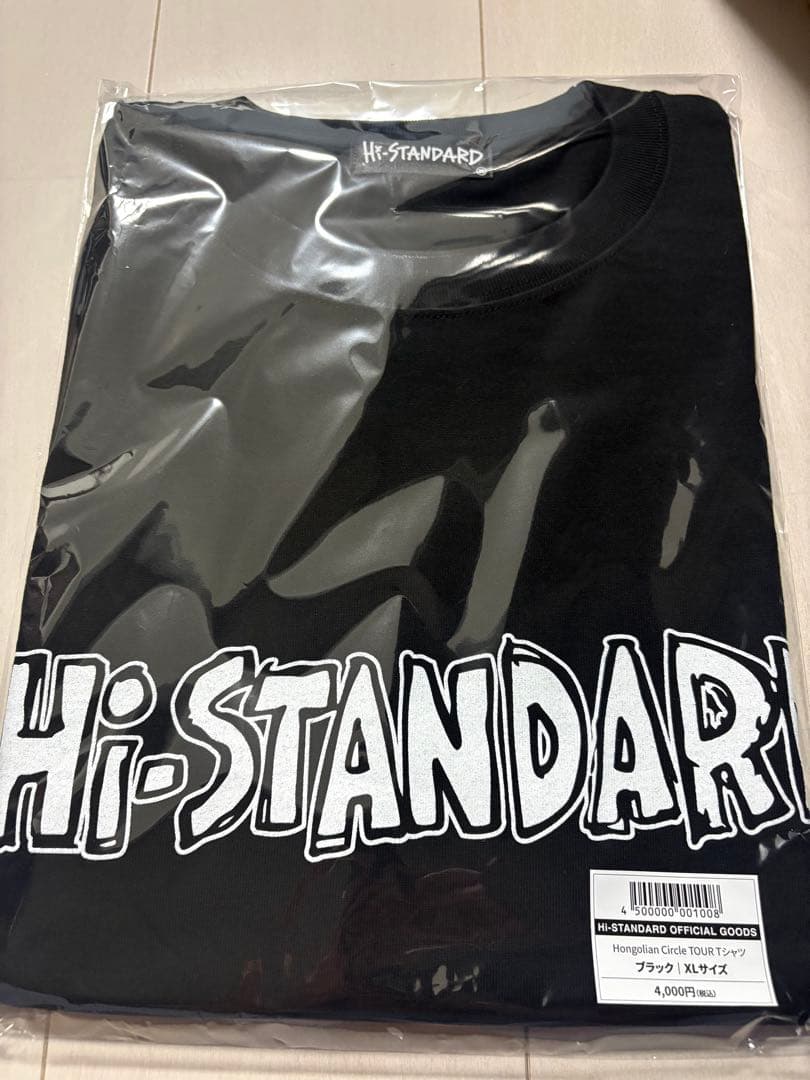 Hi-STANDARD
Hi-STANDAR
4 500000 001008
Hi-STANDARD OFFICIAL GOODS
Hongolian Circle TOUR Tシャツ
ブラック｜XLサイズ
4,000円(税込)